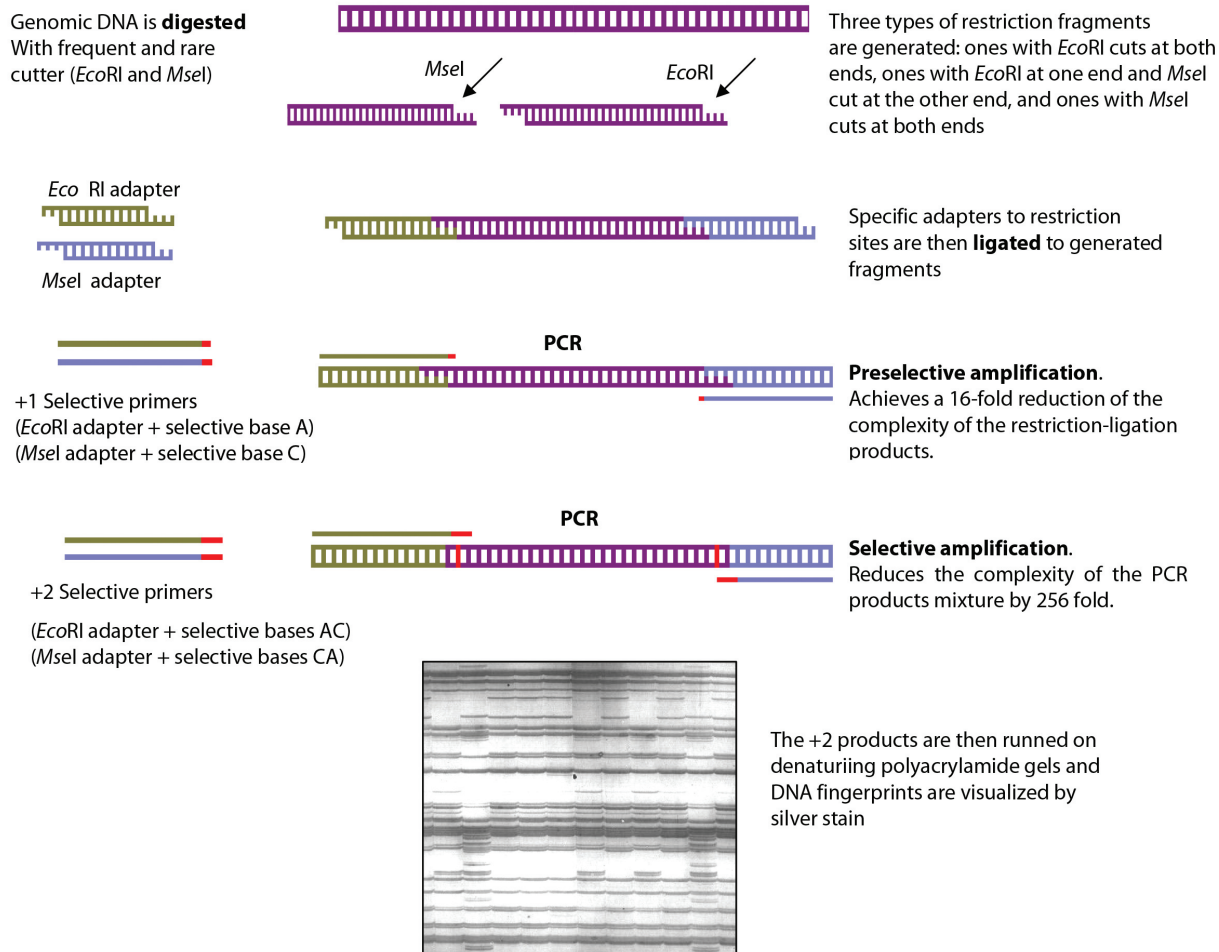 Genomic DNA is digested
With frequent and rare
cutter (EcoRI and MseI)
MseI
EcoRI
Three types of restriction fragments
are generated: ones with EcoRI cuts at both
ends, ones with EcoRI at one end and MseI
cut at the other end, and ones with MseI
cuts at both ends
Eco RI adapter
MseI adapter
Specific adapters to restriction
sites are then ligated to generated
fragments
+1 Selective primers
(EcoRI adapter + selective base A)
(MseI adapter + selective base C)
PCR
Preselective amplification.
Achieves a 16-fold reduction of the
complexity of the restriction-ligation
products.
+2 Selective primers
(EcoRI adapter + selective bases AC)
(MseI adapter + selective bases CA)
PCR
Selective amplification.
Reduces the complexity of the PCR
products mixture by 256 fold.
The +2 products are then runned on
denaturiing polyacrylamide gels and
DNA fingerprints are visualized by
silver stain